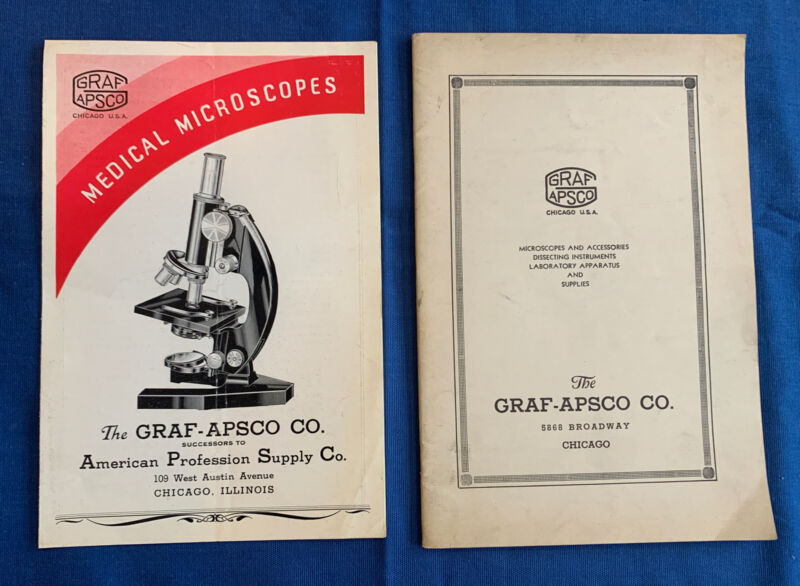 GRAF
APSCO
CHICAGO U.S.A.
MEDICAL MICROSCOPES
The GRAF-APSCO CO.
SUCCESSORS TO
American Profession Supply Co.
109 West Austin Avenue
CHICAGO, ILLINOIS
GRAF
APSCO
CHICAGO U.S.A.
MICROSCOPES AND ACCESSORIES
DISSECTING INSTRUMENTS
LABORATORY APPARATUS
AND
SUPPLIES
The
GRAF-APSCO CO.
5868 BROADWAY
CHICAGO